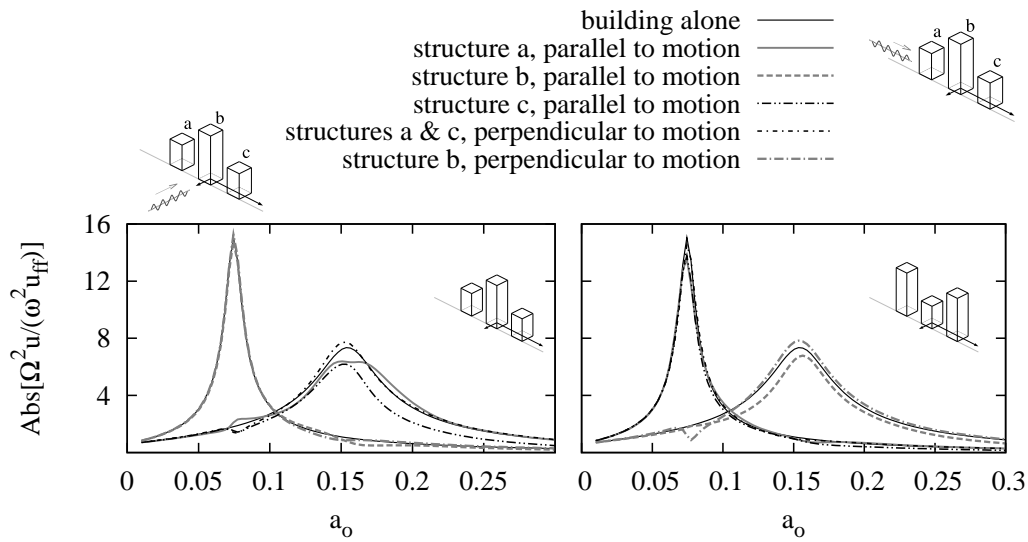 building alone
structure a, parallel to motion
structure b, parallel to motion
structure c, parallel to motion
structures a & c, perpendicular to motion
structure b, perpendicular to motion
a b c
a b c
Abs[Ω²u/(ω²u_ff)]
16
12
8
4
0 0.05 0.1 0.15 0.2 0.25
0 0.05 0.1 0.15 0.2 0.25 0.3
a_o
a_o